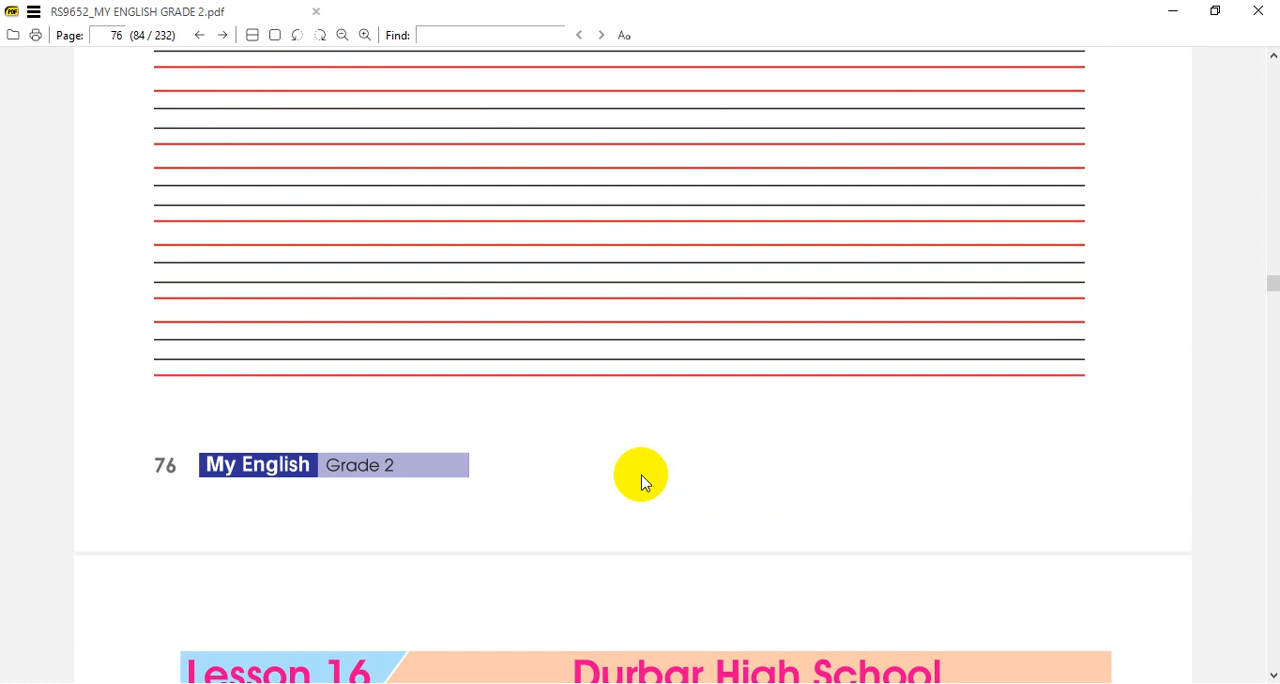 RS9652_MY ENGLISH GRADE 2.pdf
Page: 76 (84 / 232) Find:
76 My English Grade 2
Lesson 16 Durbar High School